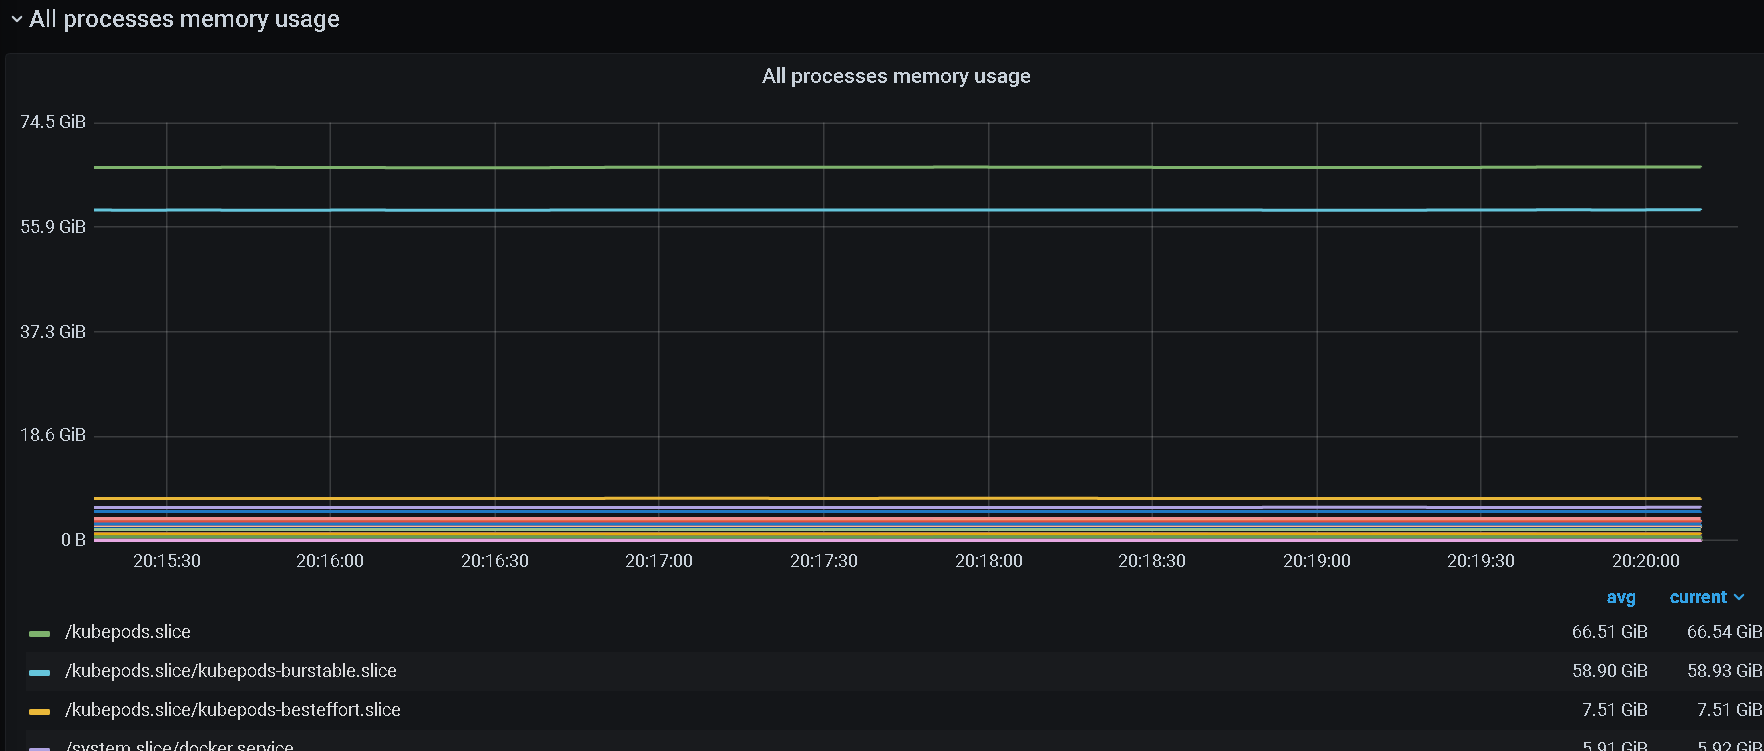 All processes memory usage
All processes memory usage
74.5 GiB
55.9 GiB
37.3 GiB
18.6 GiB
0 B
20:15:30 20:16:00 20:16:30 20:17:00 20:17:30 20:18:00 20:18:30 20:19:00 20:19:30 20:20:00
avg current
/kubepods.slice 66.51 GiB 66.54 GiB
/kubepods.slice/kubepods-burstable.slice 58.90 GiB 58.93 GiB
/kubepods.slice/kubepods-besteffort.slice 7.51 GiB 7.51 GiB
/system.slice/docker.service 5.91 GiB 5.92 GiB